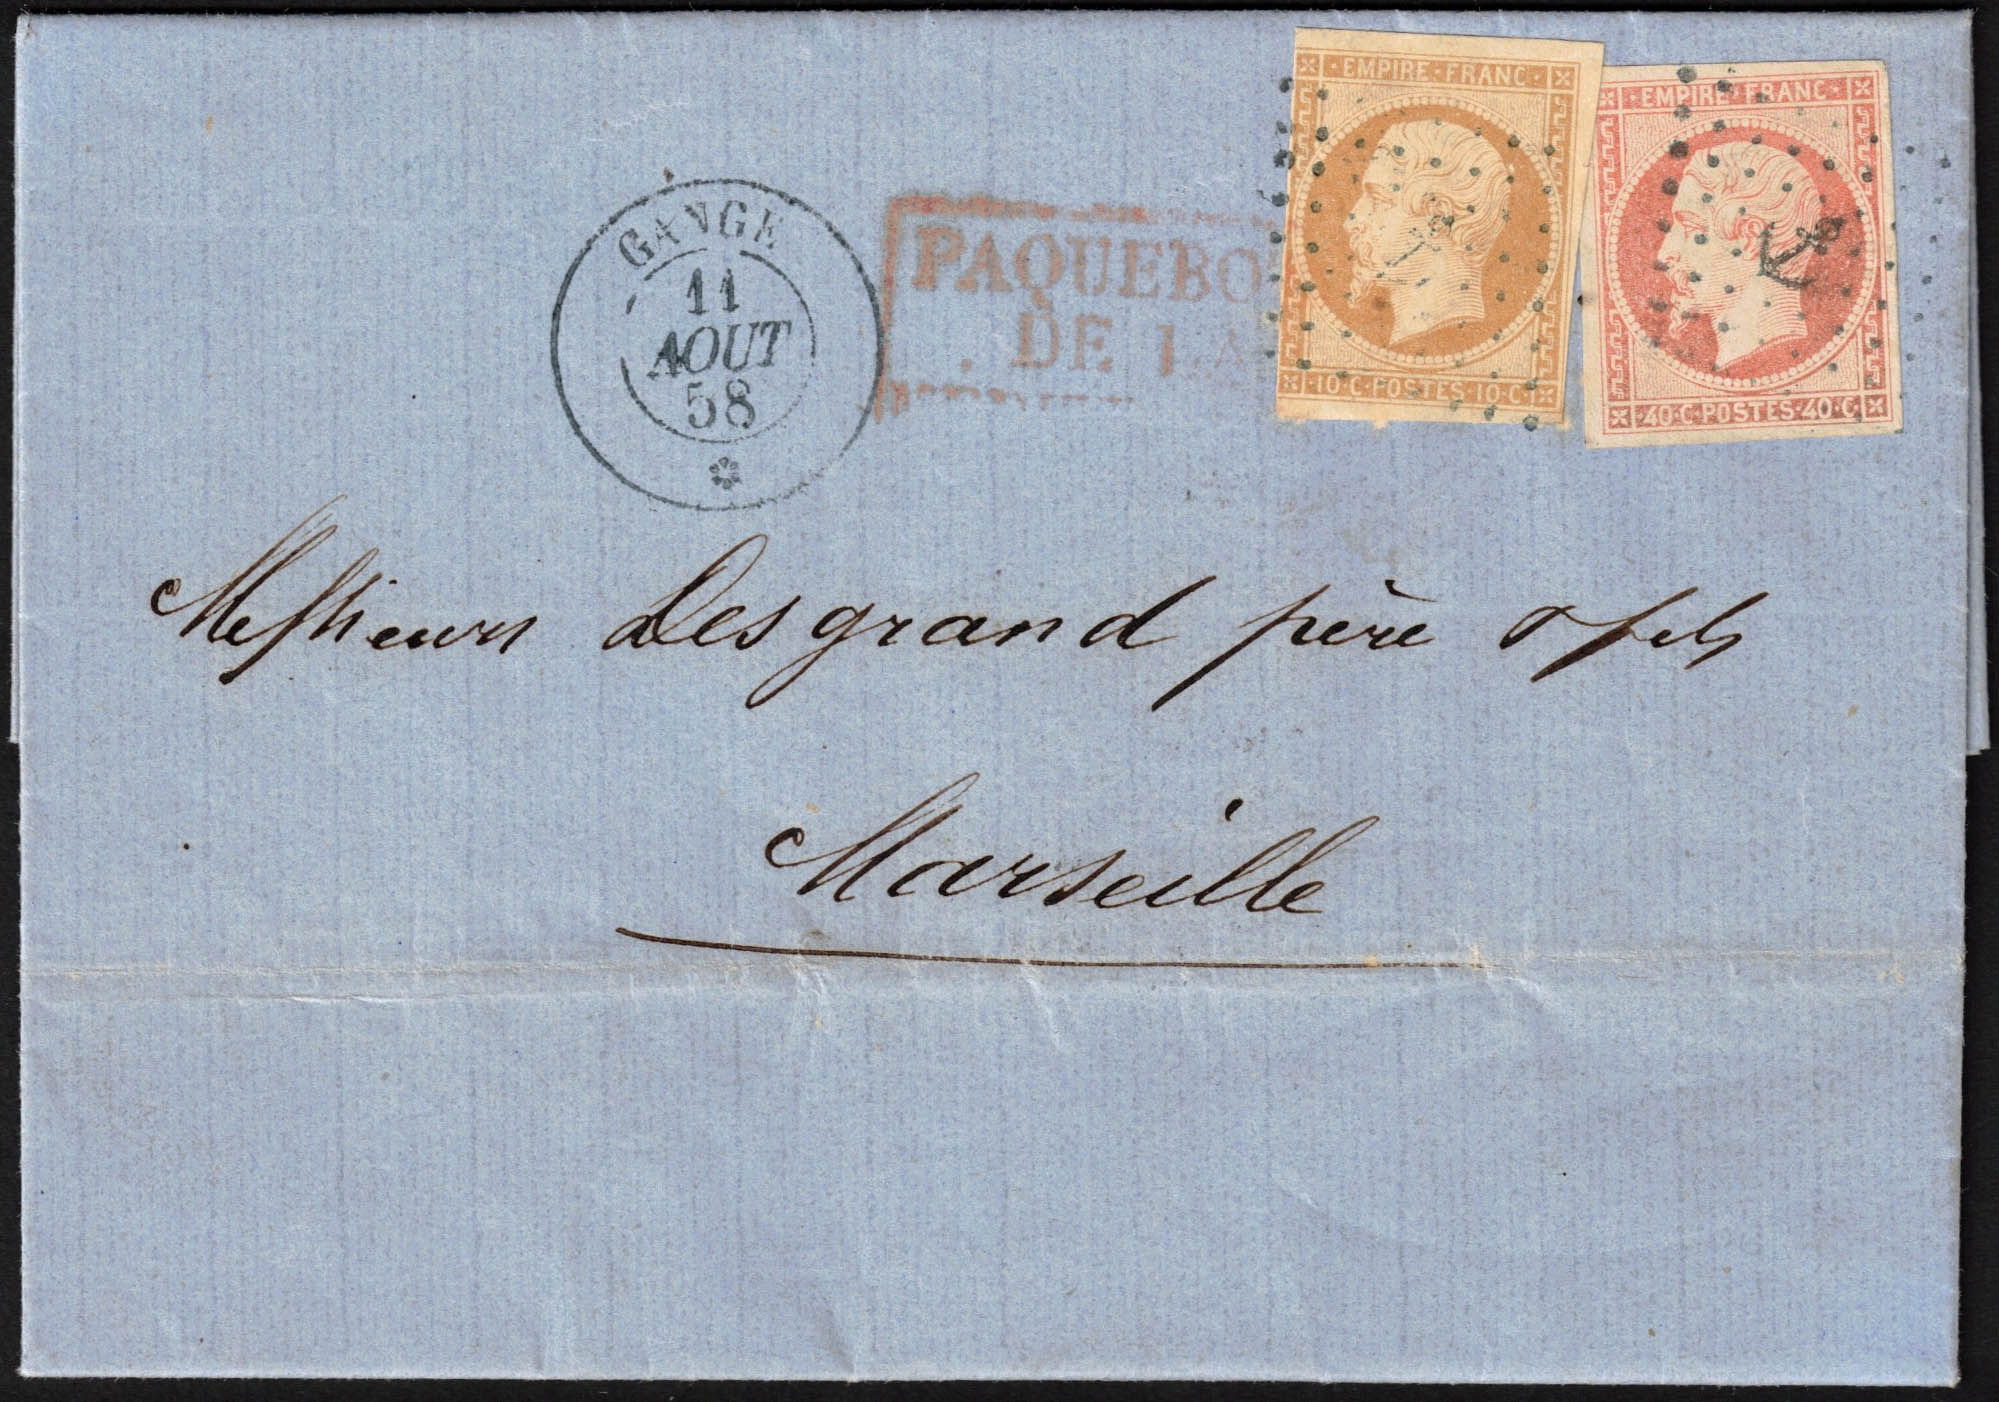 EMPIRE FRANC
EMPIRE FRANC
GANGE
11
AOUT
58
PAQUEBO
DE LA
10·C·POSTES·10·C
40·C·POSTES·40·C
Messieurs Desgrand père & fils
Marseille